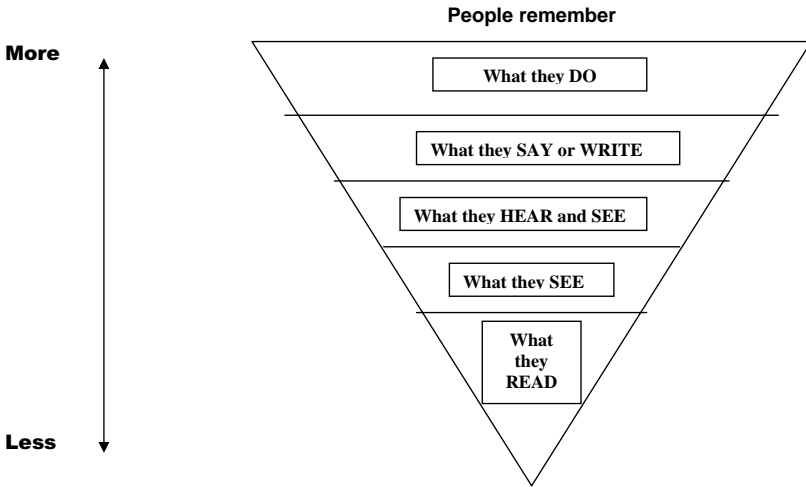 People remember
More
What they DO
What they SAY or WRITE
What they HEAR and SEE
What they SEE
What
they
READ
Less